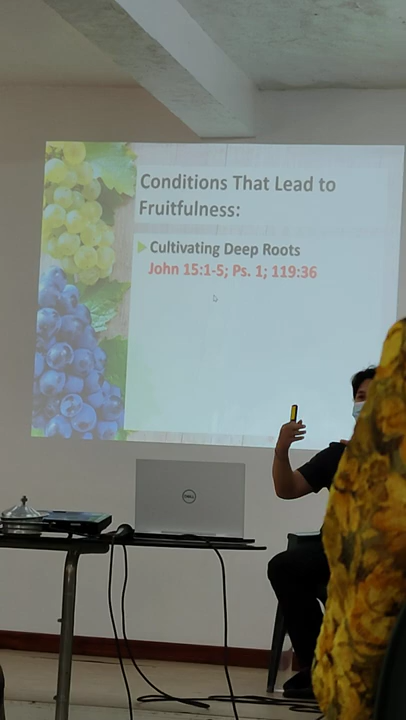 Conditions That Lead to
Fruitfulness:
Cultivating Deep Roots
John 15:1-5; Ps. 1; 119:36
DELL